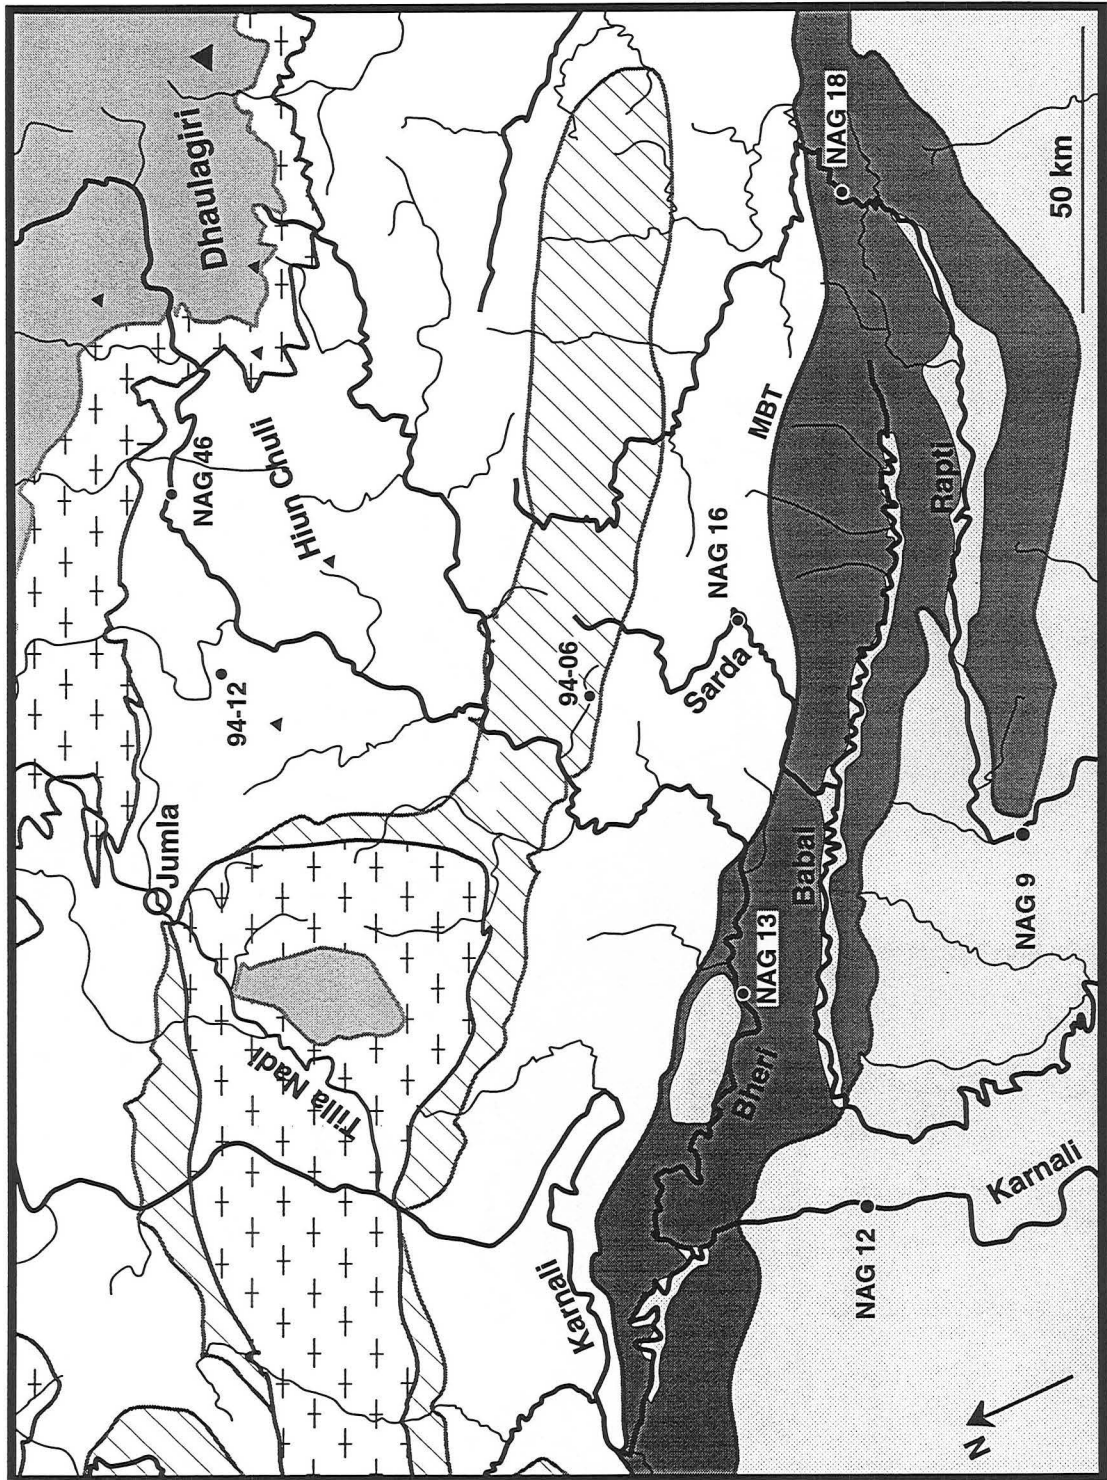 Dhaulagiri
NAG 18
50 km
NAG 46
Hiun Chuli
MBT
Rapti
NAG 16
94-12
94-06
Sarda
Jumla
Babai
NAG 9
NAG 13
Tilla Nadi
Bheri
Karnali
NAG 12
Karnali
N